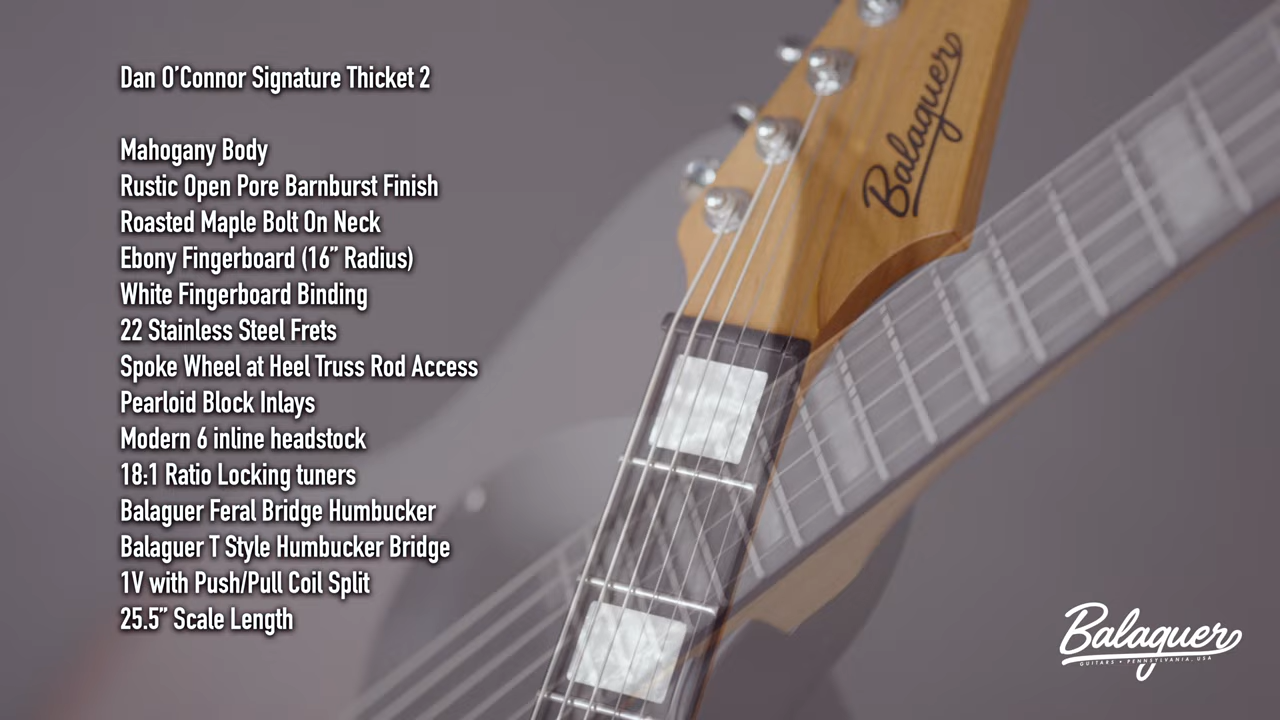 Dan O’Connor Signature Thicket 2
Mahogany Body
Rustic Open Pore Barnburst Finish
Roasted Maple Bolt On Neck
Ebony Fingerboard (16” Radius)
White Fingerboard Binding
22 Stainless Steel Frets
Spoke Wheel at Heel Truss Rod Access
Pearloid Block Inlays
Modern 6 inline headstock
18:1 Ratio Locking tuners
Balaguer Feral Bridge Humbucker
Balaguer T Style Humbucker Bridge
1V with Push/Pull Coil Split
25.5” Scale Length
Balaguer
Balaguer
GUITARS • PENNSYLVANIA, USA